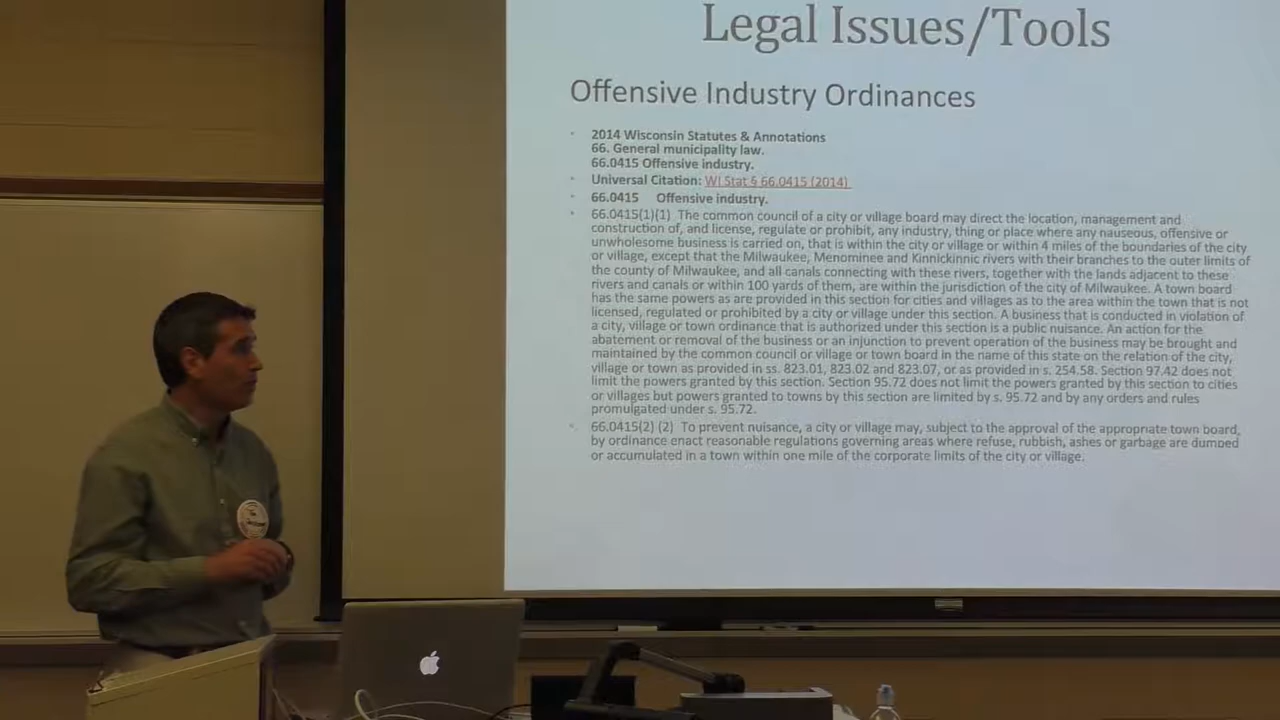 Legal Issues/Tools
Offensive Industry Ordinances
• 2014 Wisconsin Statutes & Annotations
66. General municipality law.
66.0415 Offensive industry.
• Universal Citation: WI Stat § 66.0415 (2014)
• 66.0415 Offensive industry.
• 66.0415(1)(1) The common council of a city or village board may direct the location, management and
construction of, and license, regulate or prohibit, any industry, thing or place where any nauseous, offensive or
unwholesome business is carried on, that is within the city or village or within 4 miles of the boundaries of the city
or village, except that the Milwaukee, Menominee and Kinnickinnic rivers with their branches to the outer limits of
the county of Milwaukee, and all canals connecting with these rivers, together with the lands adjacent to these
rivers and canals or within 100 yards of them, are within the jurisdiction of the city of Milwaukee. A town board
has the same powers as are provided in this section for cities and villages as to the area within the town that is not
licensed, regulated or prohibited by a city or village under this section. A business that is conducted in violation of
a city, village or town ordinance that is authorized under this section is a public nuisance. An action for the
abatement or removal of the business or an injunction to prevent operation of the business may be brought and
maintained by the common council or village or town board in the name of this state on the relation of the city,
village or town as provided in ss. 823.01, 823.02 and 823.07, or as provided in s. 254.58. Section 97.42 does not
limit the powers granted by this section. Section 95.72 does not limit the powers granted by this section to cities
or villages but powers granted to towns by this section are limited by s. 95.72 and by any orders and rules
promulgated under s. 95.72.
• 66.0415(2) (2) To prevent nuisance, a city or village may, subject to the approval of the appropriate town board,
by ordinance enact reasonable regulations governing areas where refuse, rubbish, ashes or garbage are dumped
or accumulated in a town within one mile of the corporate limits of the city or village.